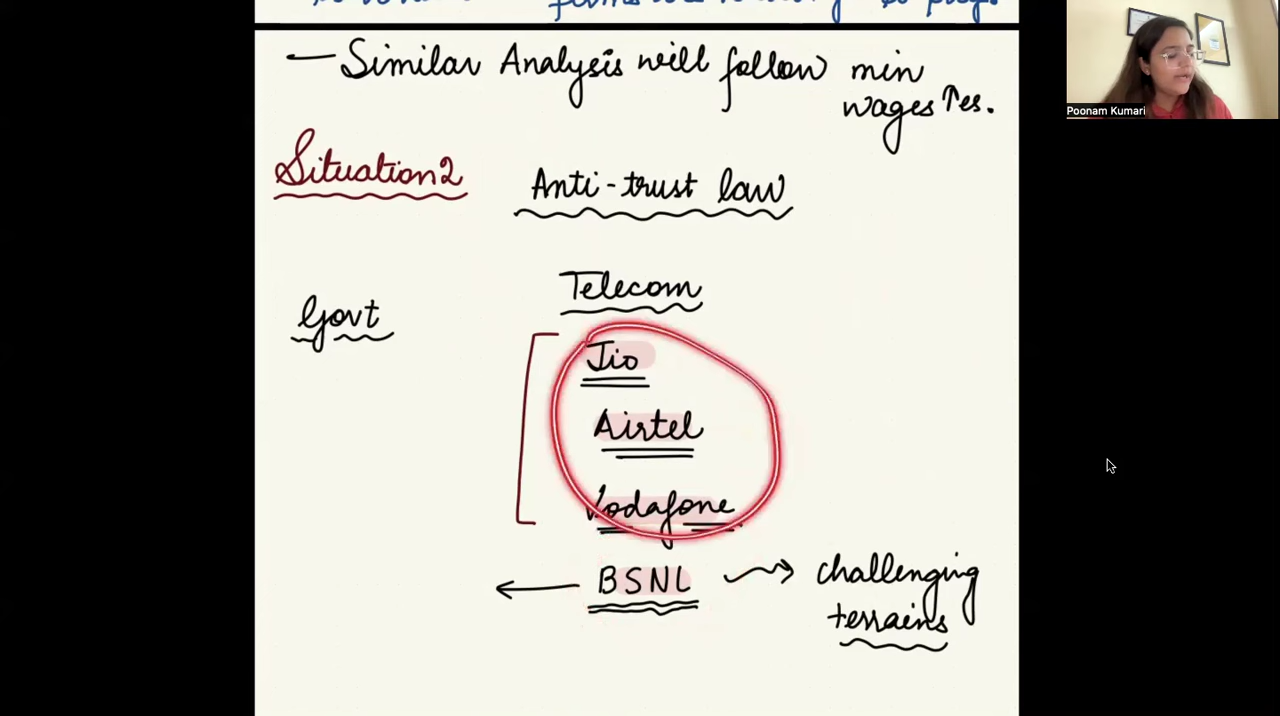 — Similar Analysis will follow min
wages ↑es.
Poonam Kumari
Situation 2
Anti-trust law
Telecom
Govt
Jio
Airtel
Vodafone
← BSNL → challenging
terrains